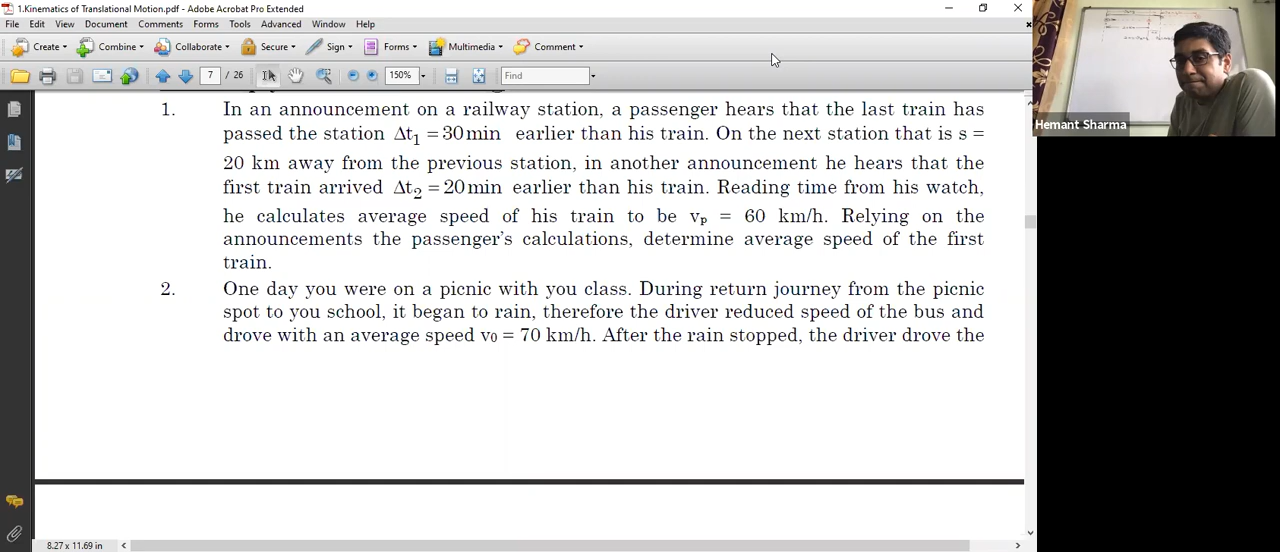 1.Kinematics of Translational Motion.pdf - Adobe Acrobat Pro Extended
File Edit View Document Comments Forms Tools Advanced Window Help
Create Combine Collaborate Secure Sign Forms Multimedia Comment
7 / 26 150% Find
1. In an announcement on a railway station, a passenger hears that the last train has
passed the station Δt₁ = 30 min earlier than his train. On the next station that is s =
20 km away from the previous station, in another announcement he hears that the
first train arrived Δt₂ = 20 min earlier than his train. Reading time from his watch,
he calculates average speed of his train to be vₚ = 60 km/h. Relying on the
announcements the passenger's calculations, determine average speed of the first
train.
2. One day you were on a picnic with you class. During return journey from the picnic
spot to you school, it began to rain, therefore the driver reduced speed of the bus and
drove with an average speed v₀ = 70 km/h. After the rain stopped, the driver drove the
8.27 x 11.69 in
Hemant Sharma